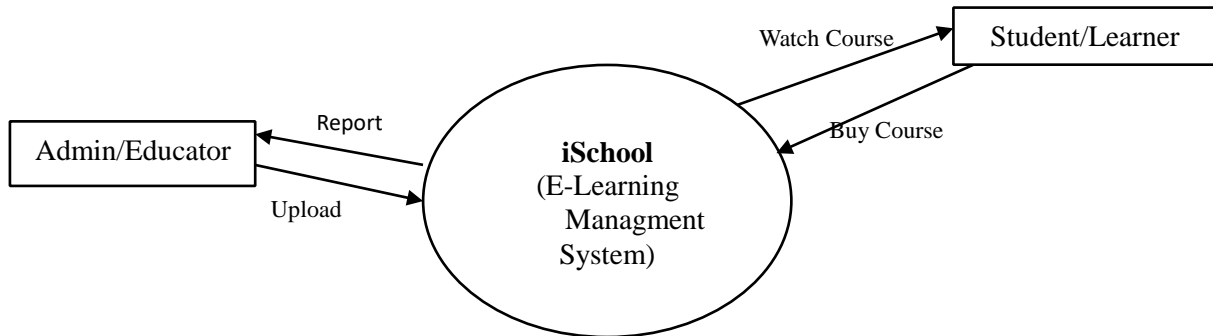 Watch Course
Student/Learner
Buy Course
Report
Admin/Educator
Upload
iSchool
(E-Learning
Managment
System)